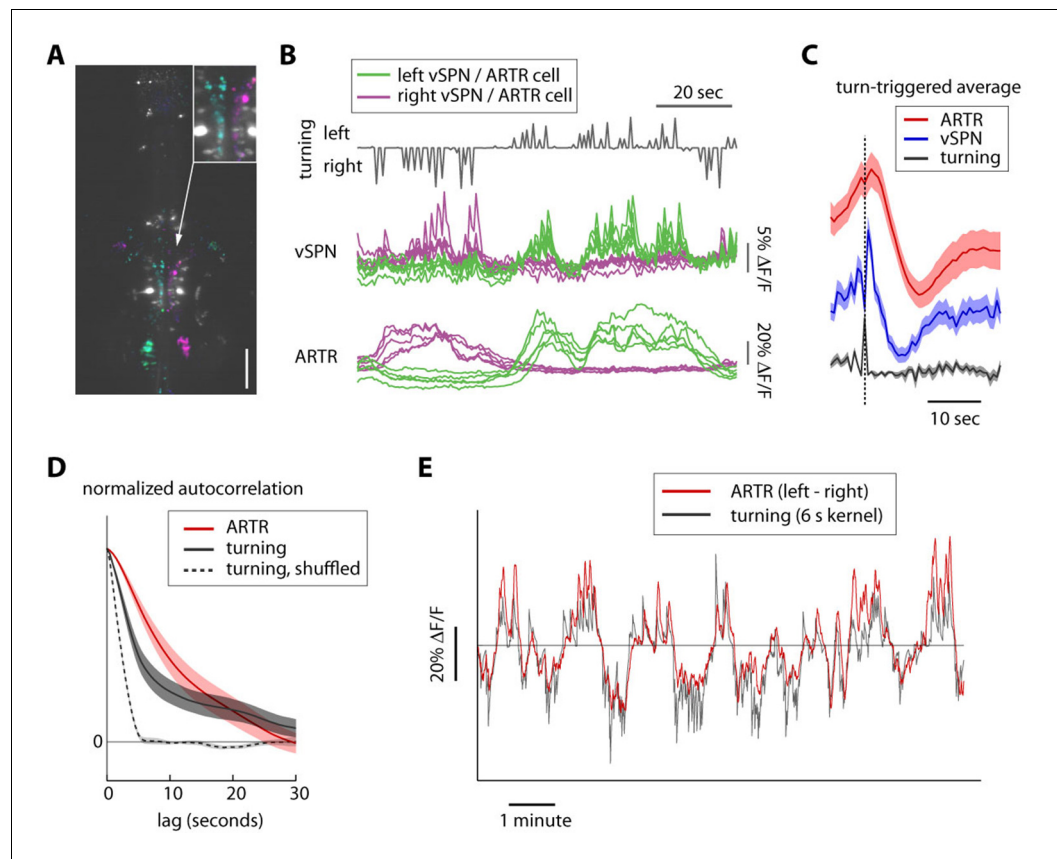 A
B
left vSPN / ARTR cell
right vSPN / ARTR cell
20 sec
turning
left
right
vSPN
5% ΔF/F
ARTR
20% ΔF/F
C
turn-triggered average
ARTR
vSPN
turning
10 sec
D
normalized autocorrelation
ARTR
turning
turning, shuffled
0
0
10
20
30
lag (seconds)
E
ARTR (left - right)
turning (6 s kernel)
20% ΔF/F
1 minute